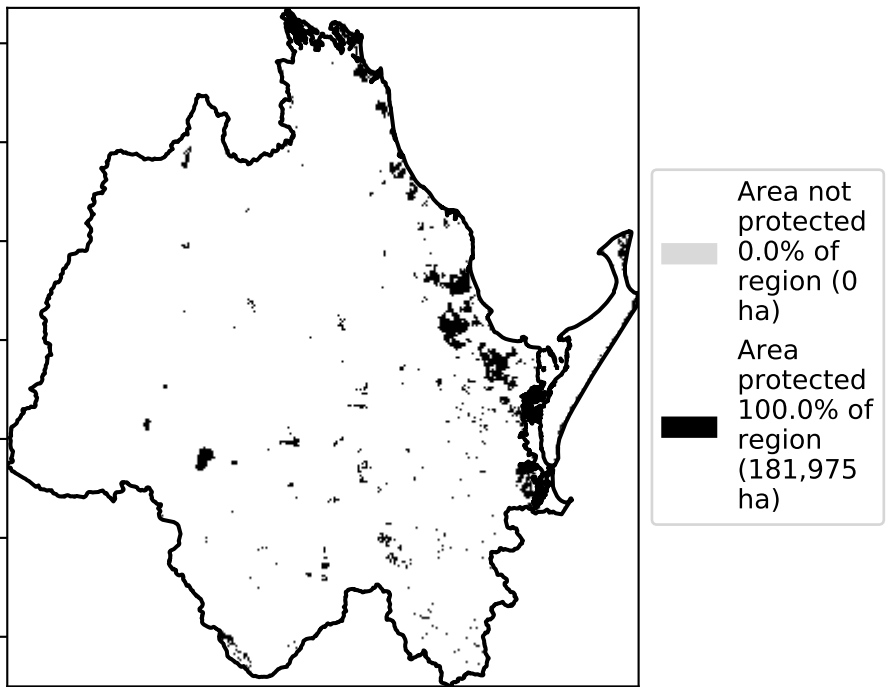 Area not
protected
0.0% of
region (0
ha)
Area
protected
100.0% of
region
(181,975
ha)